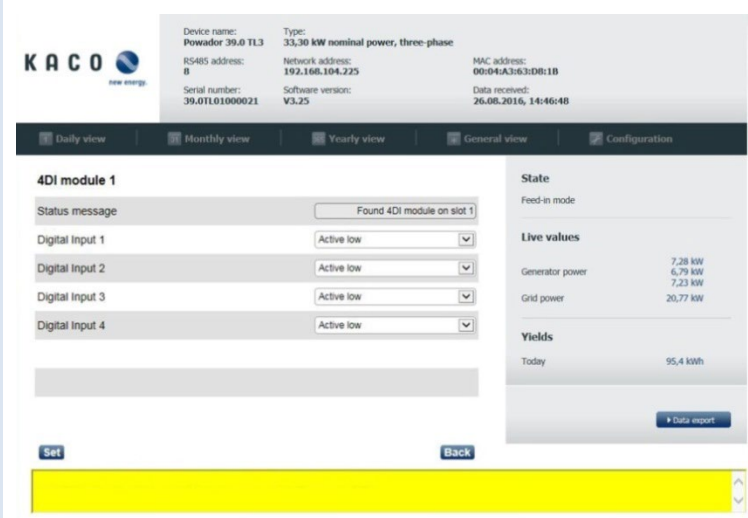 KACO
new energy.
Device name:
Powador 39.0 TL3
Type:
33,30 kW nominal power, three-phase
RS485 address:
8
Network address:
192.168.104.225
MAC address:
00:04:A3:63:D8:1B
Serial number:
39.0TL01000021
Software version:
V3.25
Data received:
26.08.2016, 14:46:48
Daily view
Monthly view
Yearly view
General view
Configuration
4DI module 1
Status message
Found 4DI module on slot 1
Digital Input 1
Active low
Digital Input 2
Active low
Digital Input 3
Active low
Digital Input 4
Active low
Set
Back
State
Feed-in mode
Live values
Generator power
7,28 kW
6,79 kW
7,23 kW
Grid power
20,77 kW
Yields
Today
95,4 kWh
Data export